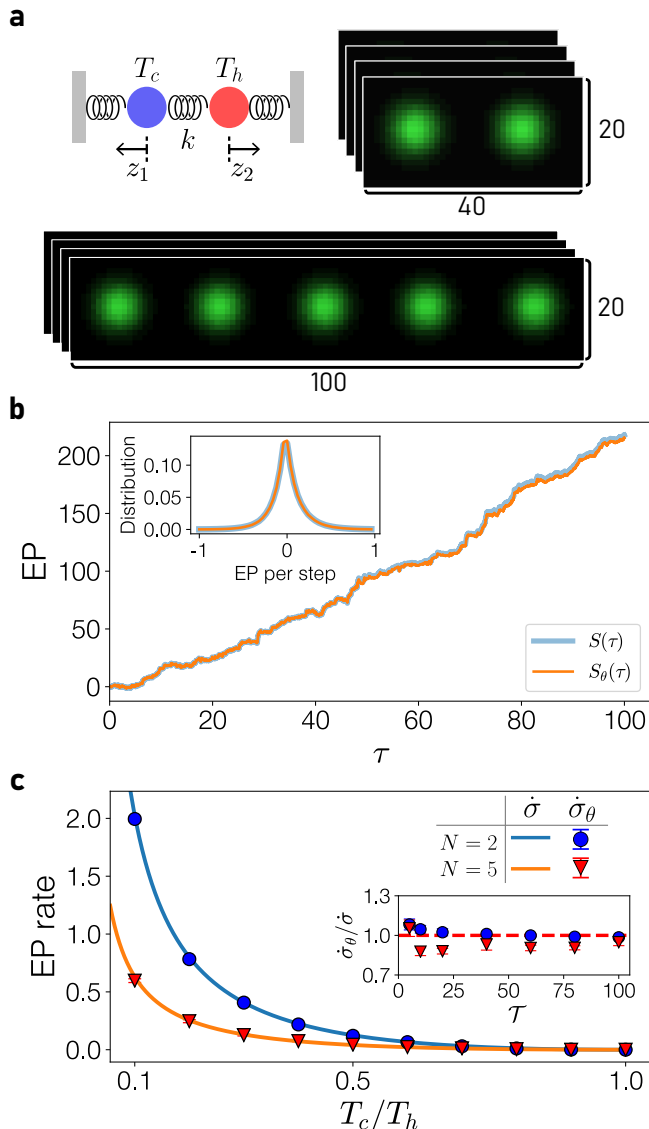 a
T_c T_h
k
z_1 z_2
20
40
20
100
b
200
150
100
50
0
EP
Distribution
0.10
0.05
0.00
-1 0 1
EP per step
S(τ)
S_θ(τ)
0 20 40 60 80 100
τ
c
2.0
1.5
1.0
0.5
0.0
EP rate
σ̇ σ̇_θ
N = 2
N = 5
1.3
1.0
0.7
σ̇_θ/σ̇
0 25 50 75 100
𝒯
0.1 0.5 1.0
T_c/T_h